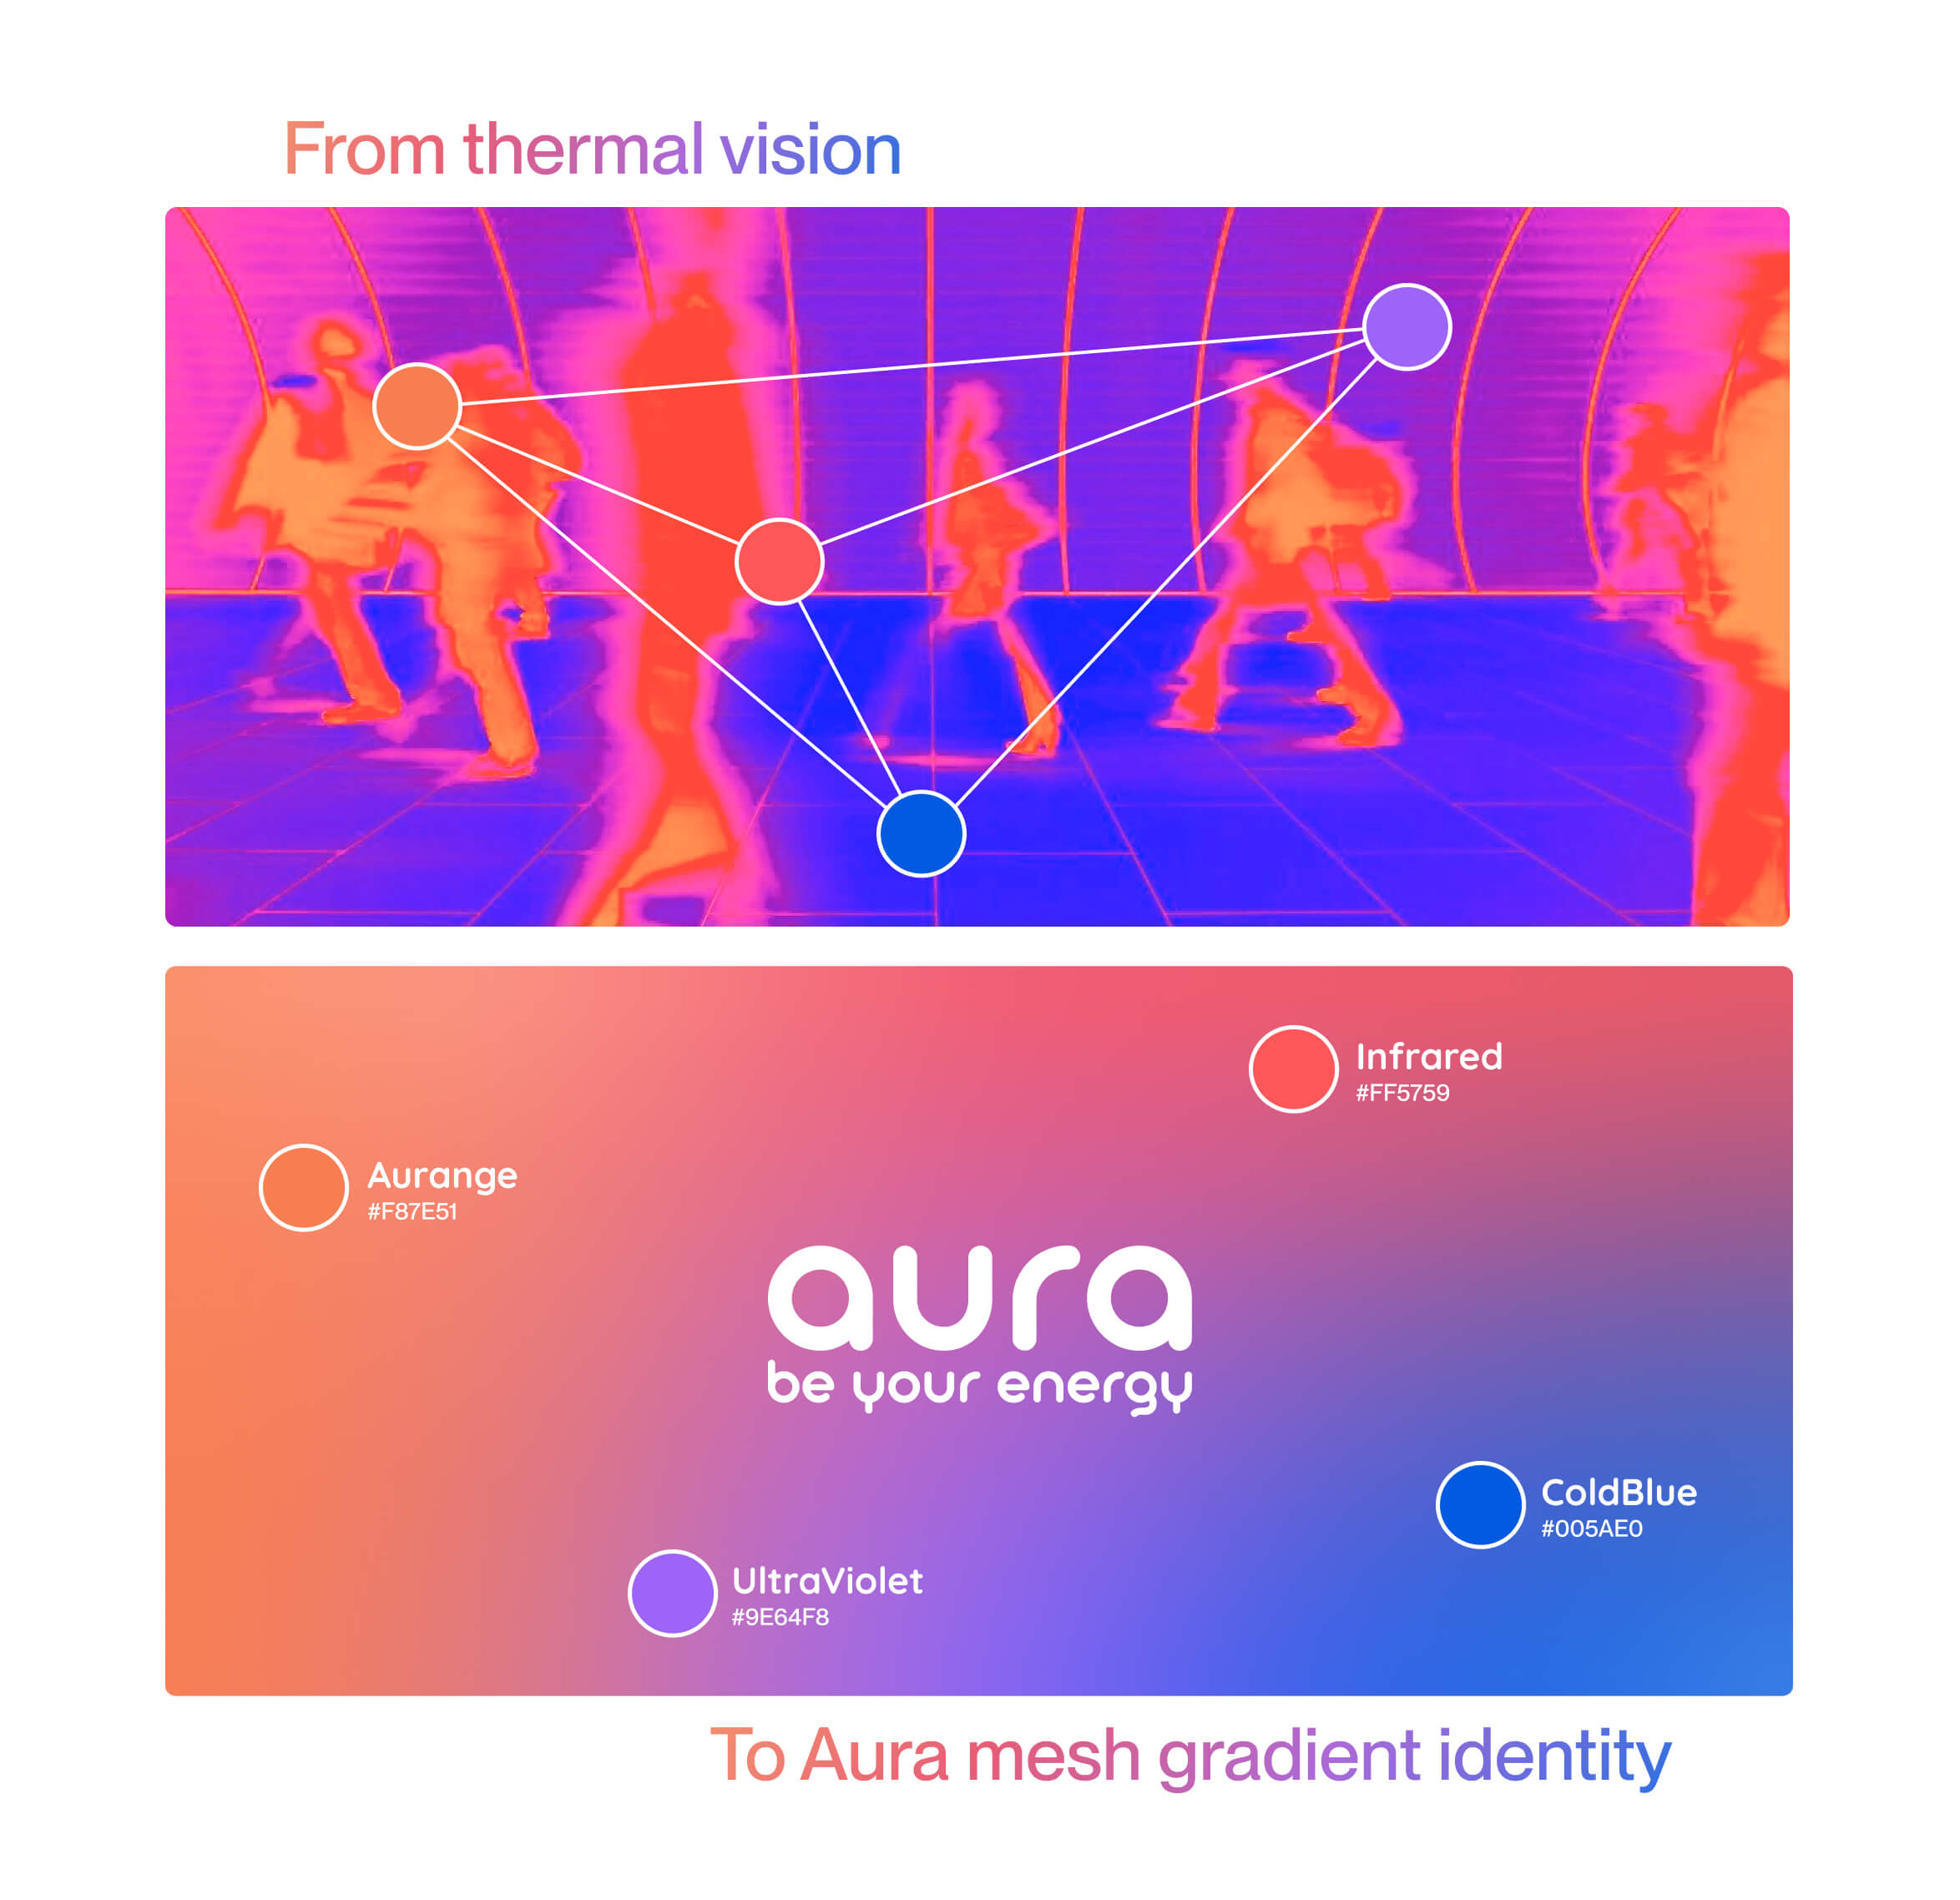 From thermal vision
Infrared
#FF5759
Aurange
#F87E51
aura
be your energy
ColdBlue
#005AE0
UltraViolet
#9E64F8
To Aura mesh gradient identity